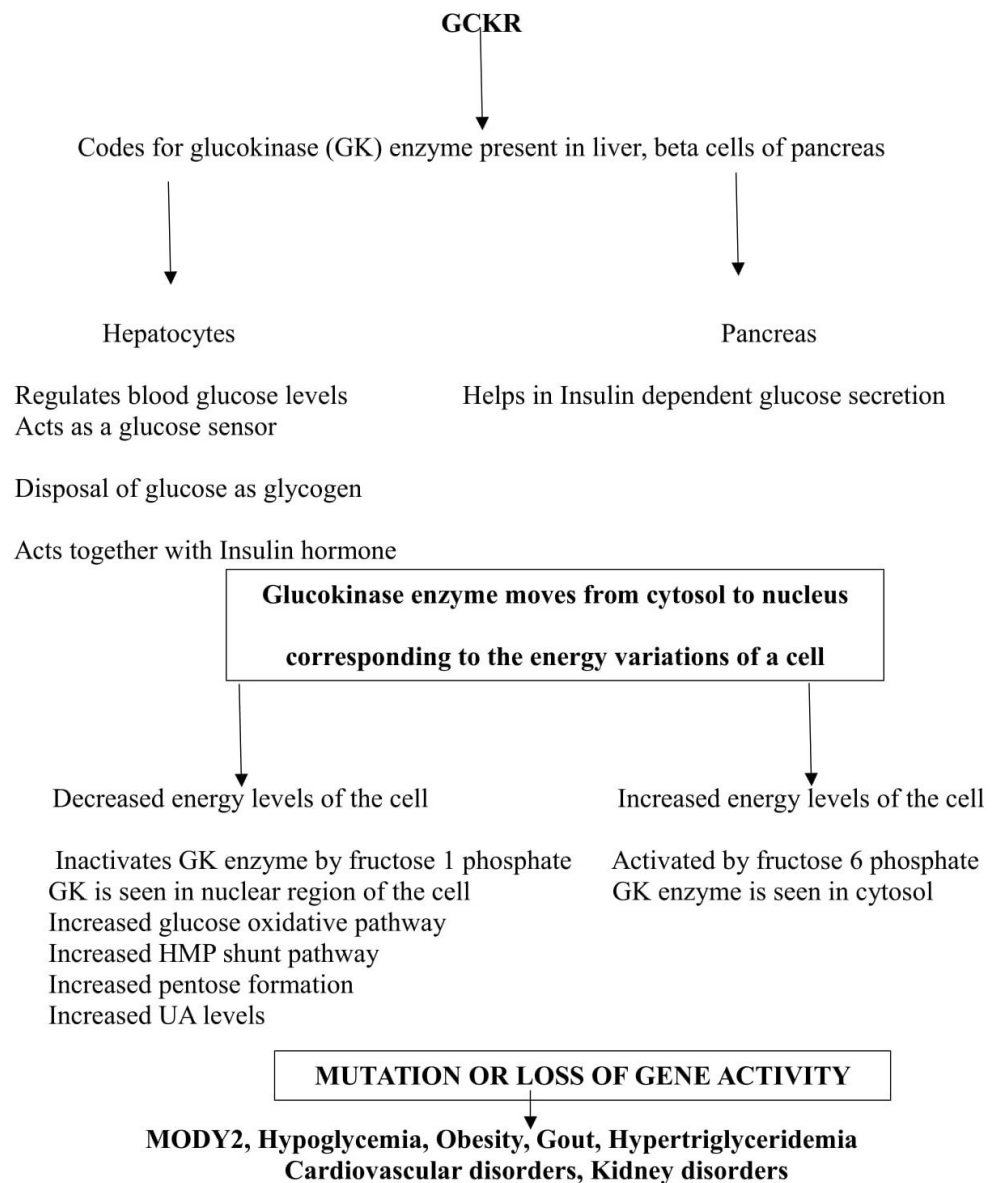 GCKR
Codes for glucokinase (GK) enzyme present in liver, beta cells of pancreas
Hepatocytes
Regulates blood glucose levels
Acts as a glucose sensor
Disposal of glucose as glycogen
Acts together with Insulin hormone
Pancreas
Helps in Insulin dependent glucose secretion
Glucokinase enzyme moves from cytosol to nucleus
corresponding to the energy variations of a cell
Decreased energy levels of the cell
Inactivates GK enzyme by fructose 1 phosphate
GK is seen in nuclear region of the cell
Increased glucose oxidative pathway
Increased HMP shunt pathway
Increased pentose formation
Increased UA levels
Increased energy levels of the cell
Activated by fructose 6 phosphate
GK enzyme is seen in cytosol
MUTATION OR LOSS OF GENE ACTIVITY
MODY2, Hypoglycemia, Obesity, Gout, Hypertriglyceridemia
Cardiovascular disorders, Kidney disorders